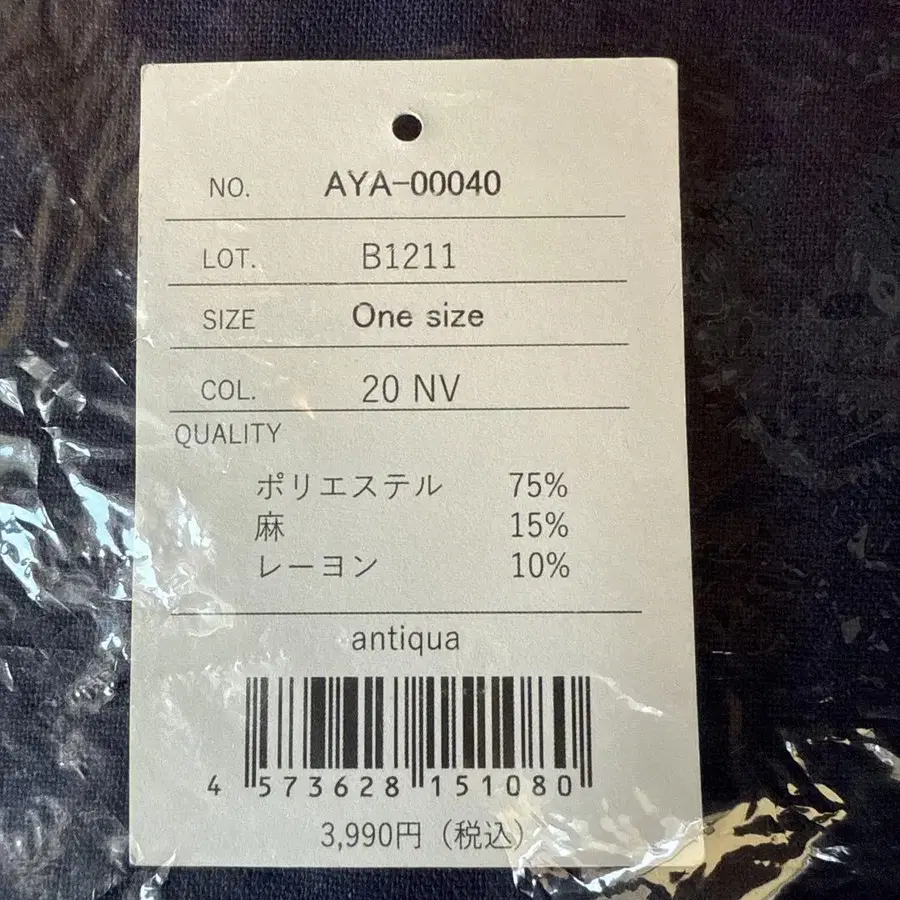 NO. AYA-00040
LOT. B1211
SIZE One size
COL. 20 NV
QUALITY
ポリエステル 75%
麻 15%
レーヨン 10%
antiqua
4 573628 151080
3,990円（税込）